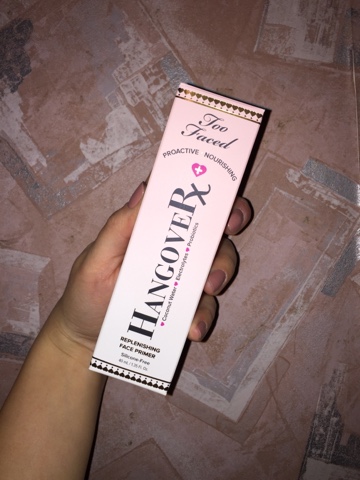 Too
Faced
PROACTIVE NOURISHING
HANGOVER Rx
Coconut Water ♥ Electrolytes ♥ Probiotics
REPLENISHING
FACE PRIMER
Silicone-Free